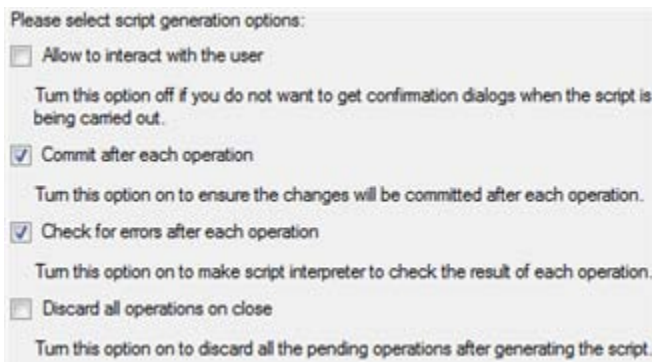 Please select script generation options:
Allow to interact with the user
Turn this option off if you do not want to get confirmation dialogs when the script is
being carried out.
Commit after each operation
Turn this option on to ensure the changes will be committed after each operation.
Check for errors after each operation
Turn this option on to make script interpreter to check the result of each operation.
Discard all operations on close
Turn this option on to discard all the pending operations after generating the script.